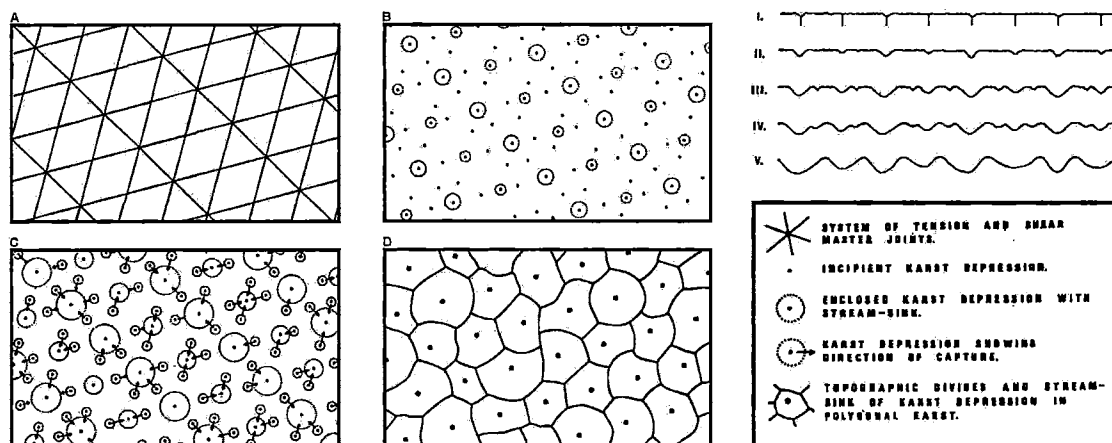 A
B
C
D
I.
II.
III.
IV.
V.
SYSTEM OF TENSION AND SHEAR
MASTER JOINTS.
INCIPIENT KARST DEPRESSION.
ENCLOSED KARST DEPRESSION WITH
STREAM-SINK.
KARST DEPRESSION SHOWING
DIRECTION OF CAPTURE.
TOPOGRAPHIC DIVIDES AND STREAM-
SINK OF KARST DEPRESSION IN
POLYGONAL KARST.